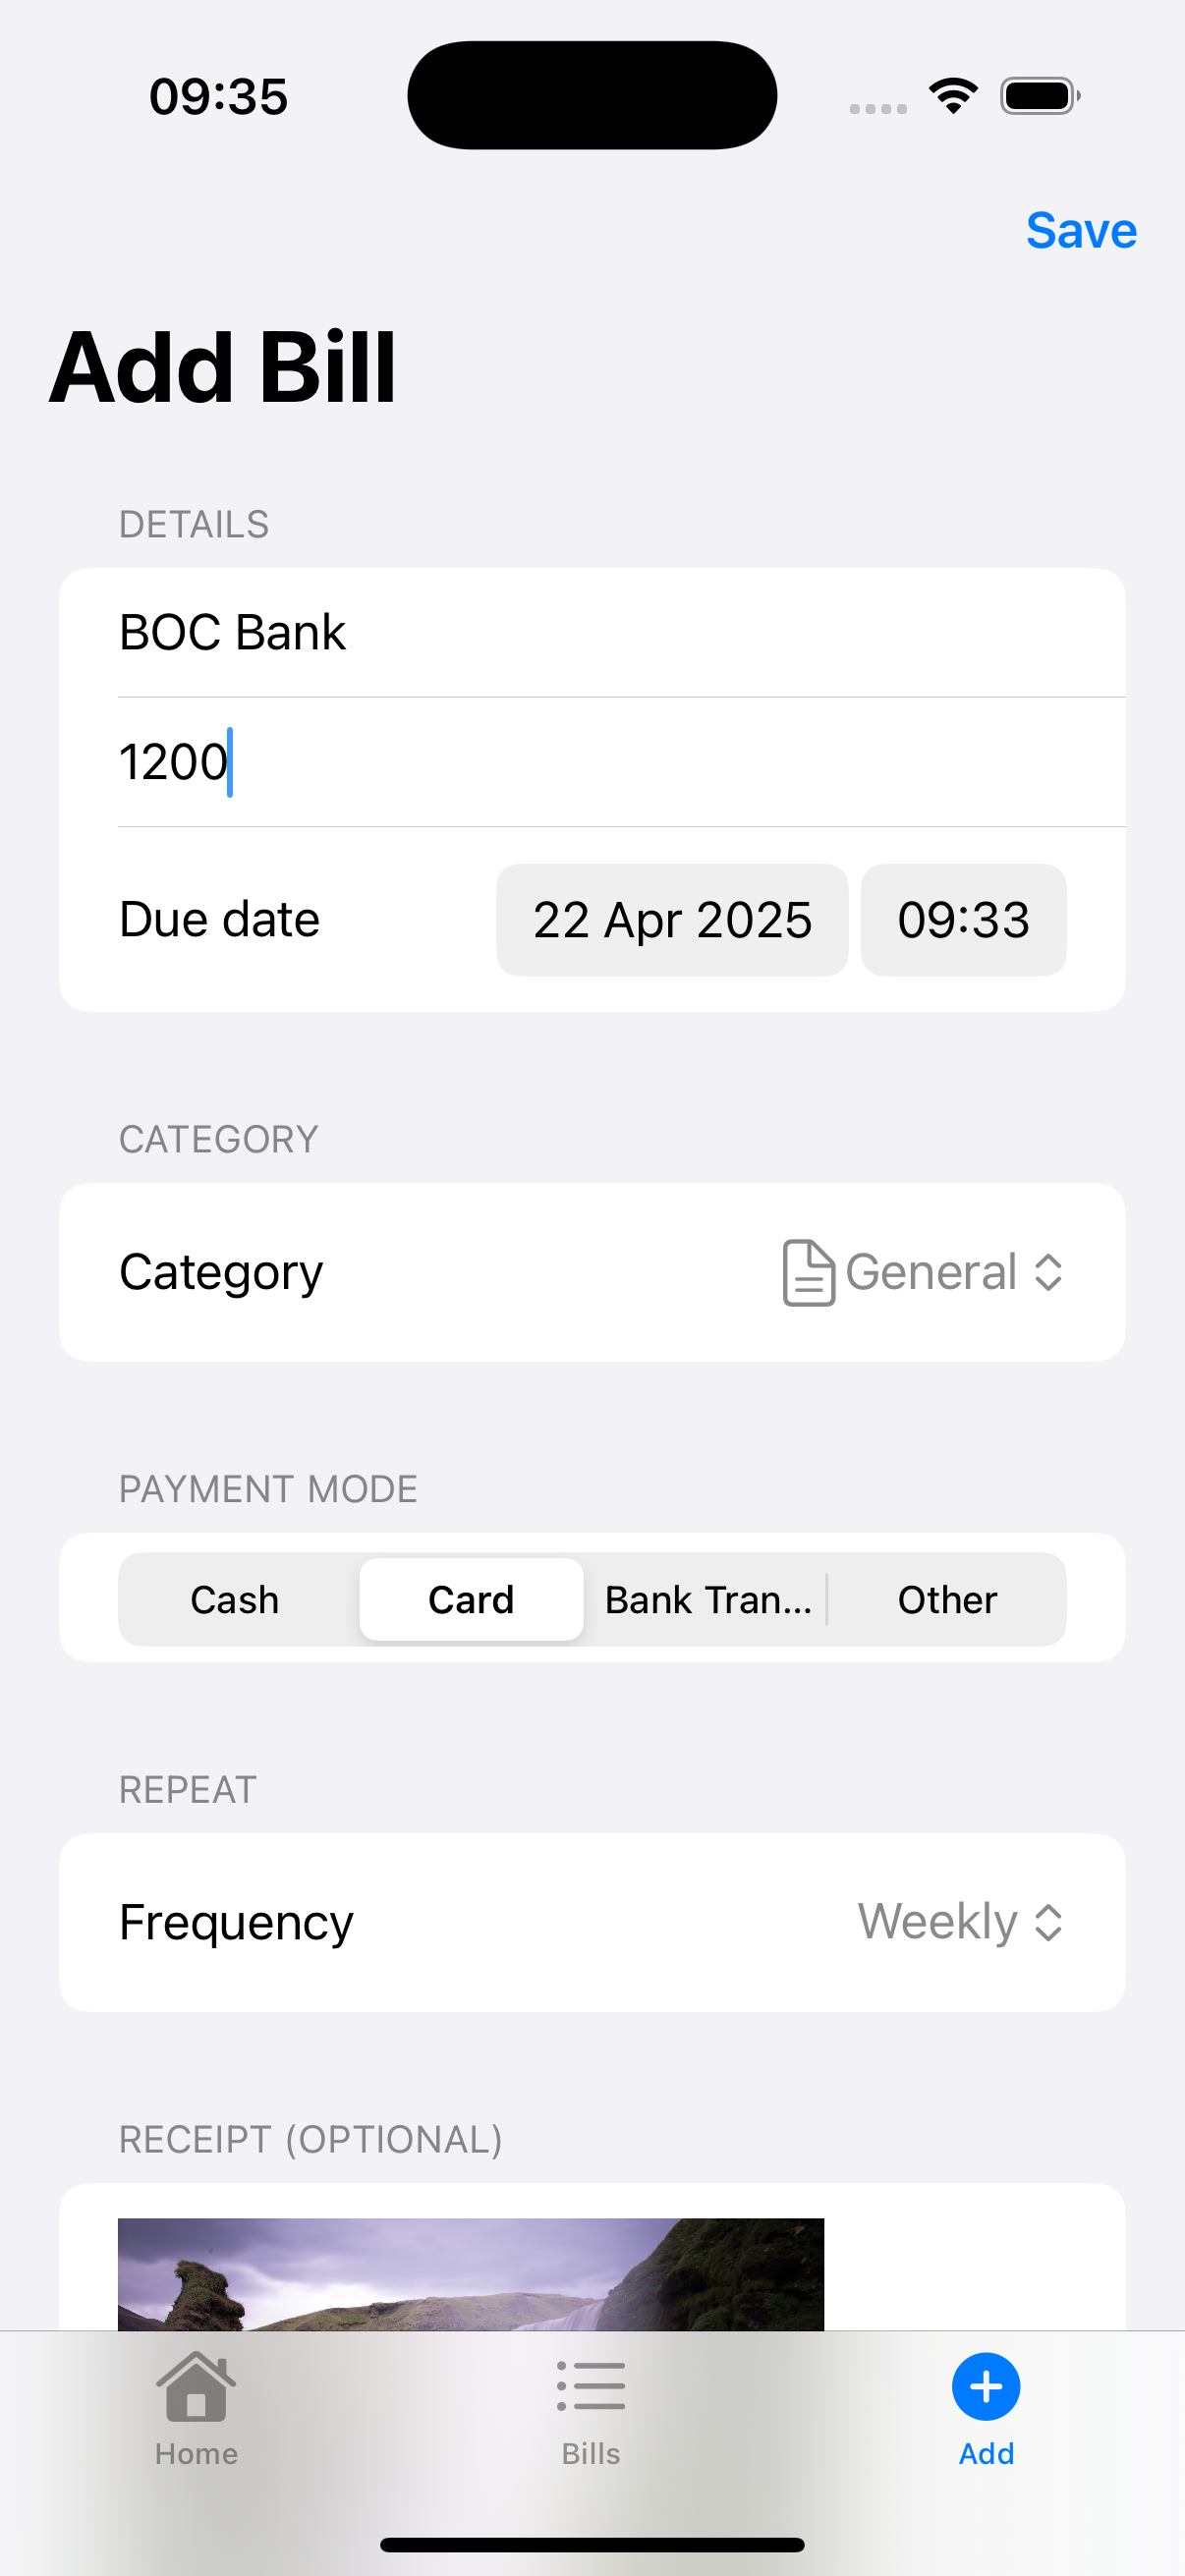 09:35
Save
Add Bill
DETAILS
BOC Bank
1200
Due date 22 Apr 2025 09:33
CATEGORY
Category General
PAYMENT MODE
Cash Card Bank Tran... Other
REPEAT
Frequency Weekly
RECEIPT (OPTIONAL)
Home Bills Add